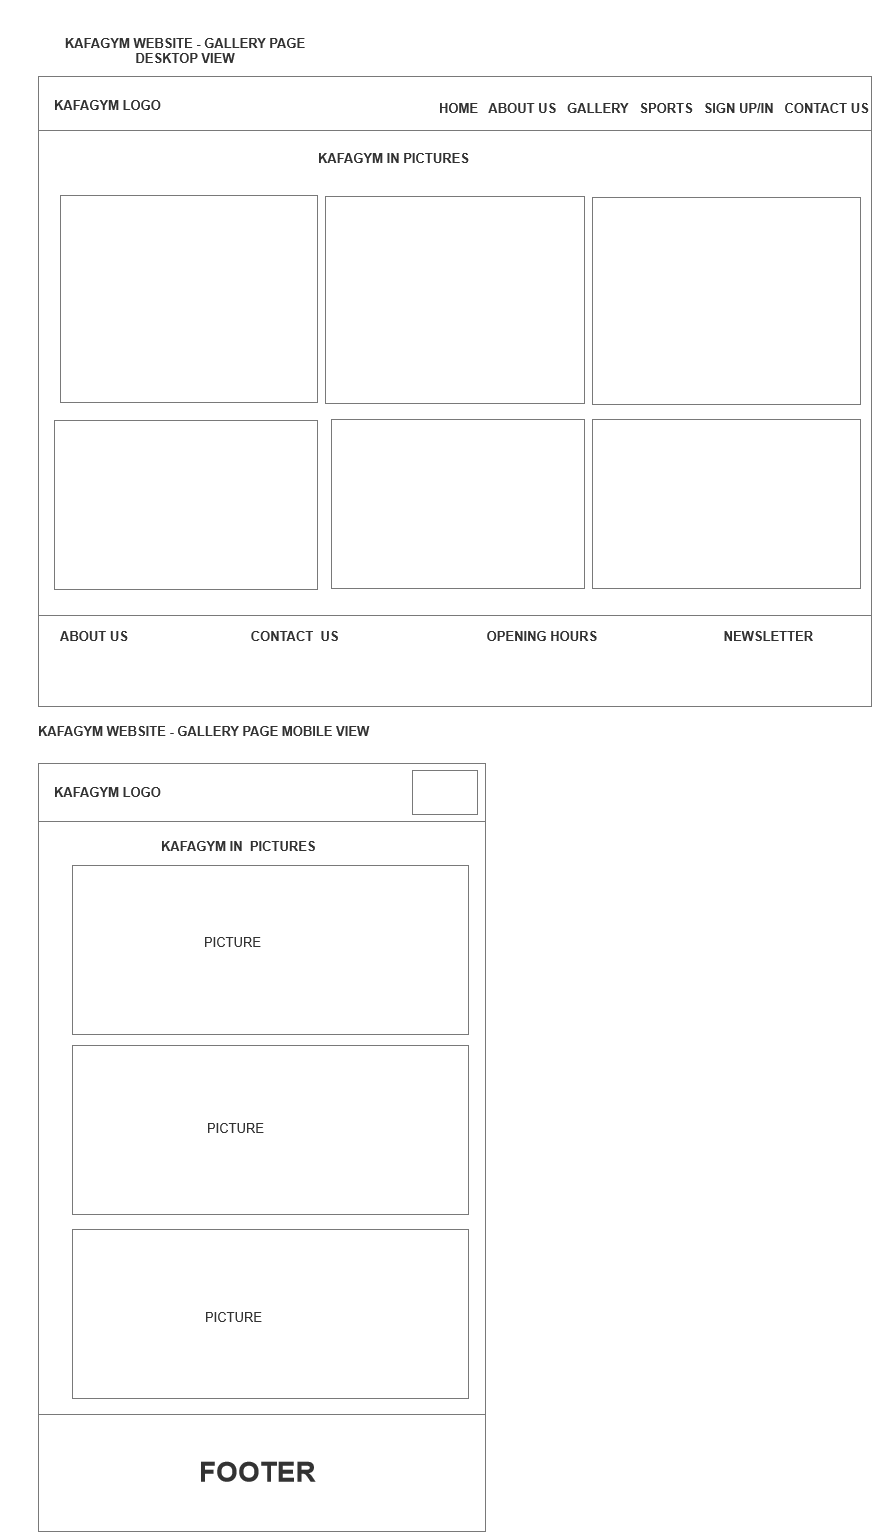 KAFAGYM WEBSITE - GALLERY PAGE
DESKTOP VIEW
KAFAGYM LOGO
HOME ABOUT US GALLERY SPORTS SIGN UP/IN CONTACT US
KAFAGYM IN PICTURES
ABOUT US CONTACT  US OPENING HOURS NEWSLETTER
KAFAGYM WEBSITE - GALLERY PAGE MOBILE VIEW
KAFAGYM LOGO
KAFAGYM IN  PICTURES
PICTURE
PICTURE
PICTURE
FOOTER